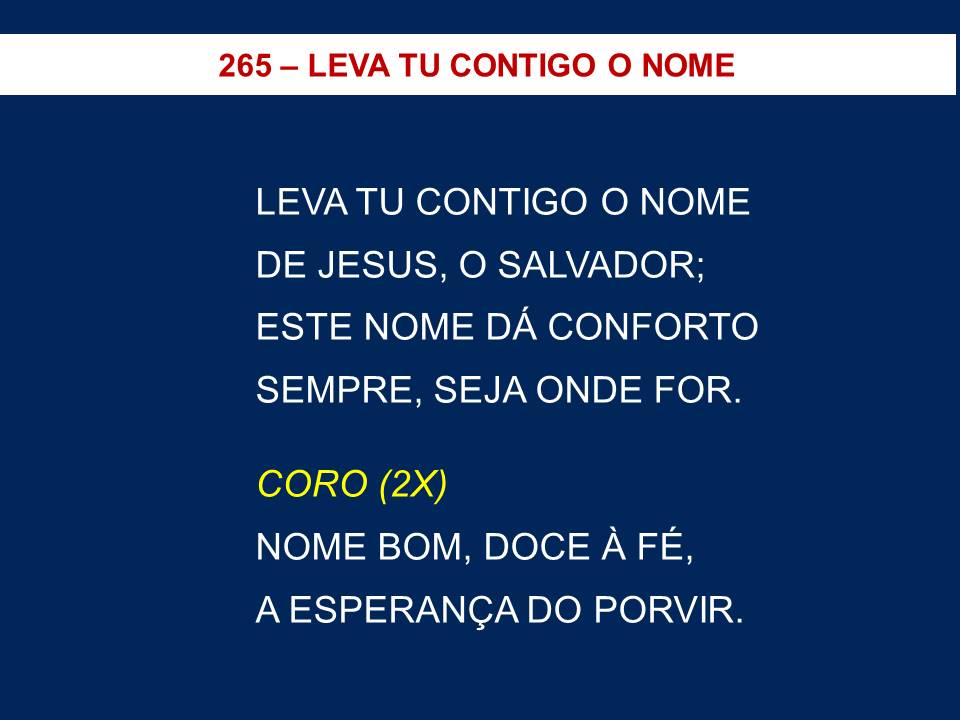 265 – LEVA TU CONTIGO O NOME
LEVA TU CONTIGO O NOME
DE JESUS, O SALVADOR;
ESTE NOME DÁ CONFORTO
SEMPRE, SEJA ONDE FOR.
CORO (2X)
NOME BOM, DOCE À FÉ,
A ESPERANÇA DO PORVIR.